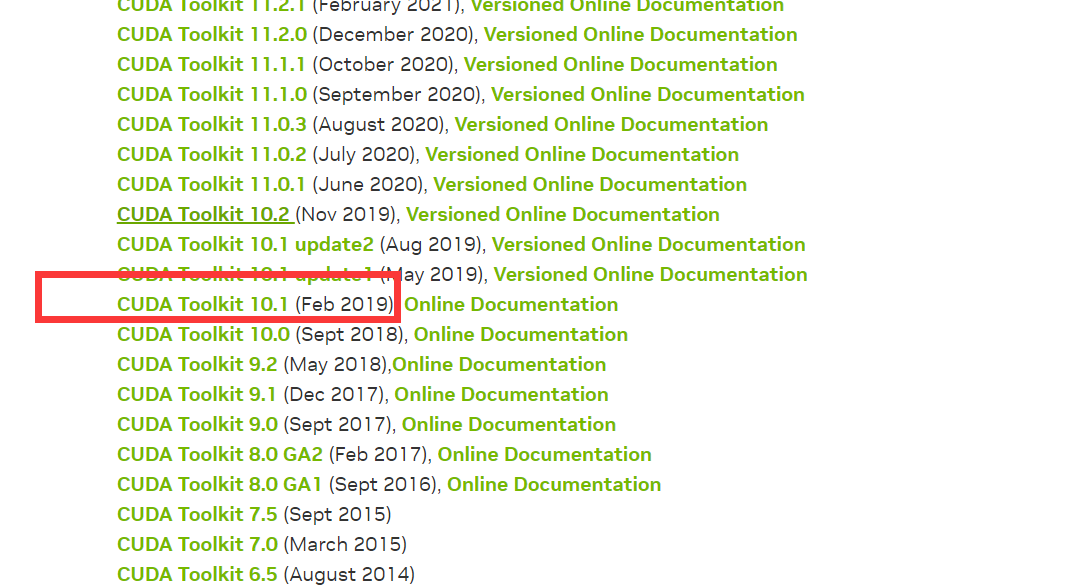 CUDA Toolkit 11.2.1 (February 2021), Versioned Online Documentation
CUDA Toolkit 11.2.0 (December 2020), Versioned Online Documentation
CUDA Toolkit 11.1.1 (October 2020), Versioned Online Documentation
CUDA Toolkit 11.1.0 (September 2020), Versioned Online Documentation
CUDA Toolkit 11.0.3 (August 2020), Versioned Online Documentation
CUDA Toolkit 11.0.2 (July 2020), Versioned Online Documentation
CUDA Toolkit 11.0.1 (June 2020), Versioned Online Documentation
CUDA Toolkit 10.2 (Nov 2019), Versioned Online Documentation
CUDA Toolkit 10.1 update2 (Aug 2019), Versioned Online Documentation
CUDA Toolkit 10.1 update1 (May 2019), Versioned Online Documentation
CUDA Toolkit 10.1 (Feb 2019) Online Documentation
CUDA Toolkit 10.0 (Sept 2018), Online Documentation
CUDA Toolkit 9.2 (May 2018),Online Documentation
CUDA Toolkit 9.1 (Dec 2017), Online Documentation
CUDA Toolkit 9.0 (Sept 2017), Online Documentation
CUDA Toolkit 8.0 GA2 (Feb 2017), Online Documentation
CUDA Toolkit 8.0 GA1 (Sept 2016), Online Documentation
CUDA Toolkit 7.5 (Sept 2015)
CUDA Toolkit 7.0 (March 2015)
CUDA Toolkit 6.5 (August 2014)